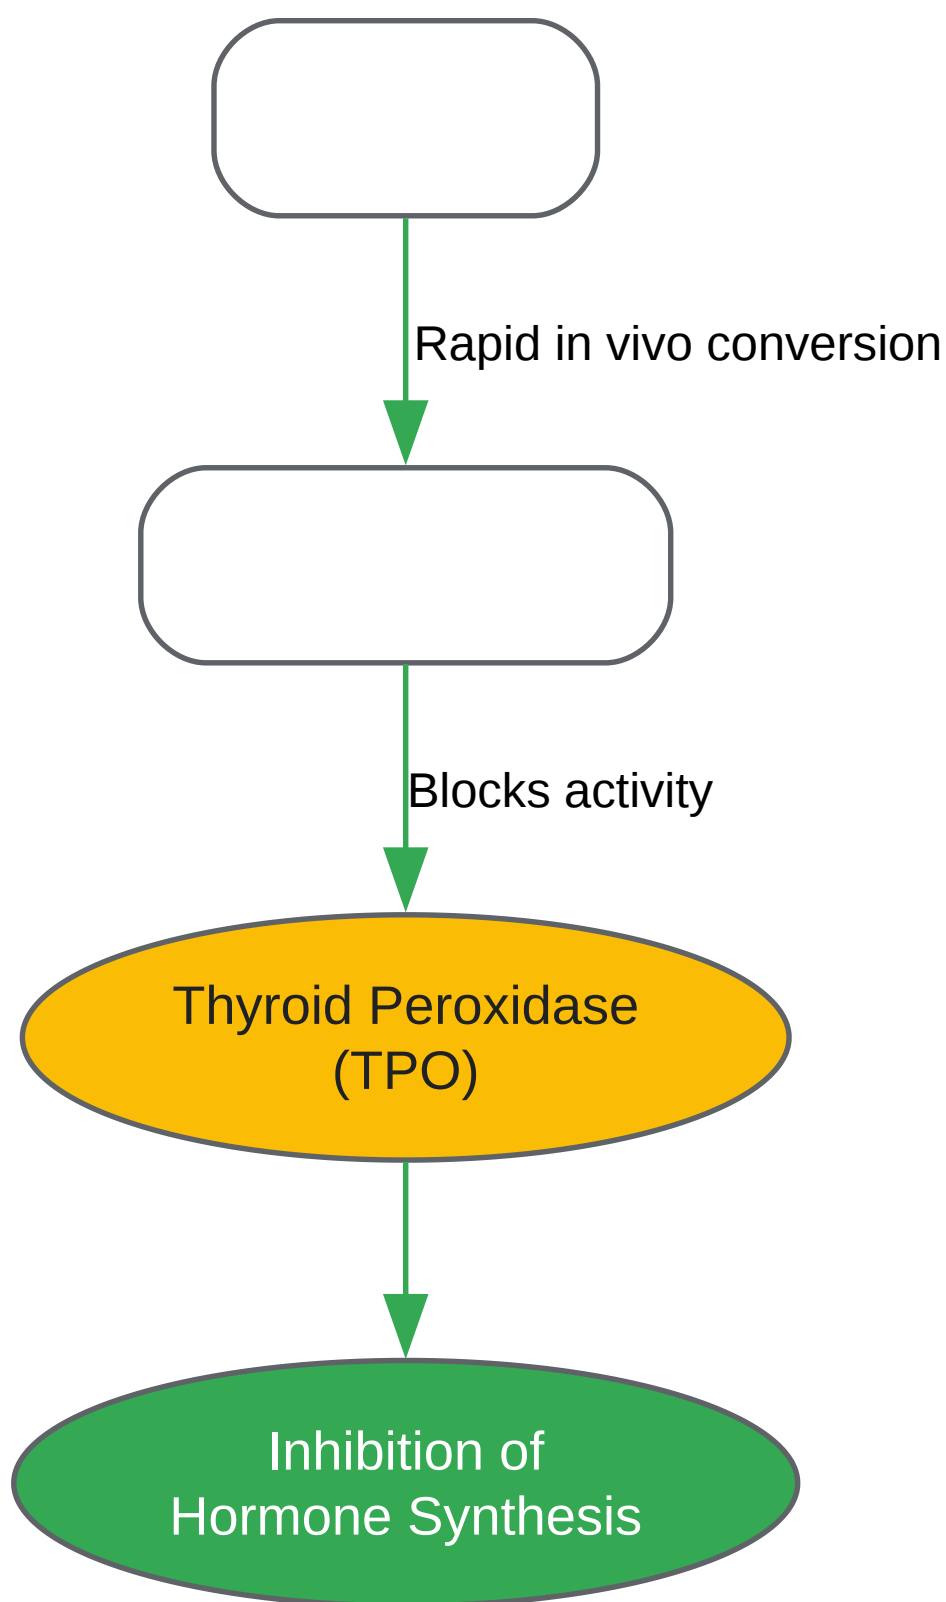 Rapid in vivo conversion
Blocks activity
Thyroid Peroxidase
(TPO)
Inhibition of
Hormone Synthesis